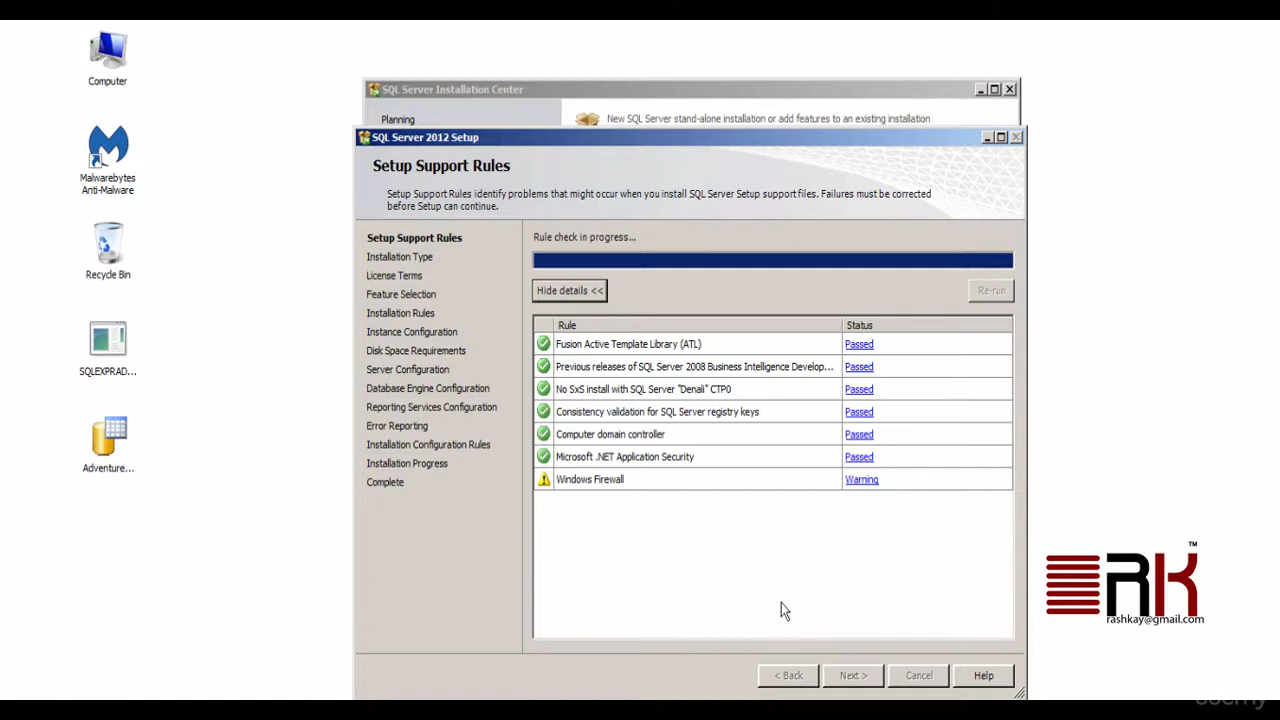 Computer
Malwarebytes
Anti-Malware
Recycle Bin
SQLEXPRAD...
Adventure...
SQL Server Installation Center
Planning
New SQL Server stand-alone installation or add features to an existing installation
SQL Server 2012 Setup
Setup Support Rules
Setup Support Rules identify problems that might occur when you install SQL Server Setup support files. Failures must be corrected
before Setup can continue.
Setup Support Rules
Installation Type
License Terms
Feature Selection
Installation Rules
Instance Configuration
Disk Space Requirements
Server Configuration
Database Engine Configuration
Reporting Services Configuration
Error Reporting
Installation Configuration Rules
Installation Progress
Complete
Rule check in progress...
Hide details <<
Re-run
Rule Status
Fusion Active Template Library (ATL) Passed
Previous releases of SQL Server 2008 Business Intelligence Develop... Passed
No SxS install with SQL Server "Denali" CTP0 Passed
Consistency validation for SQL Server registry keys Passed
Computer domain controller Passed
Microsoft .NET Application Security Passed
Windows Firewall Warning
< Back Next > Cancel Help
RK™
rashkay@gmail.com
udemy